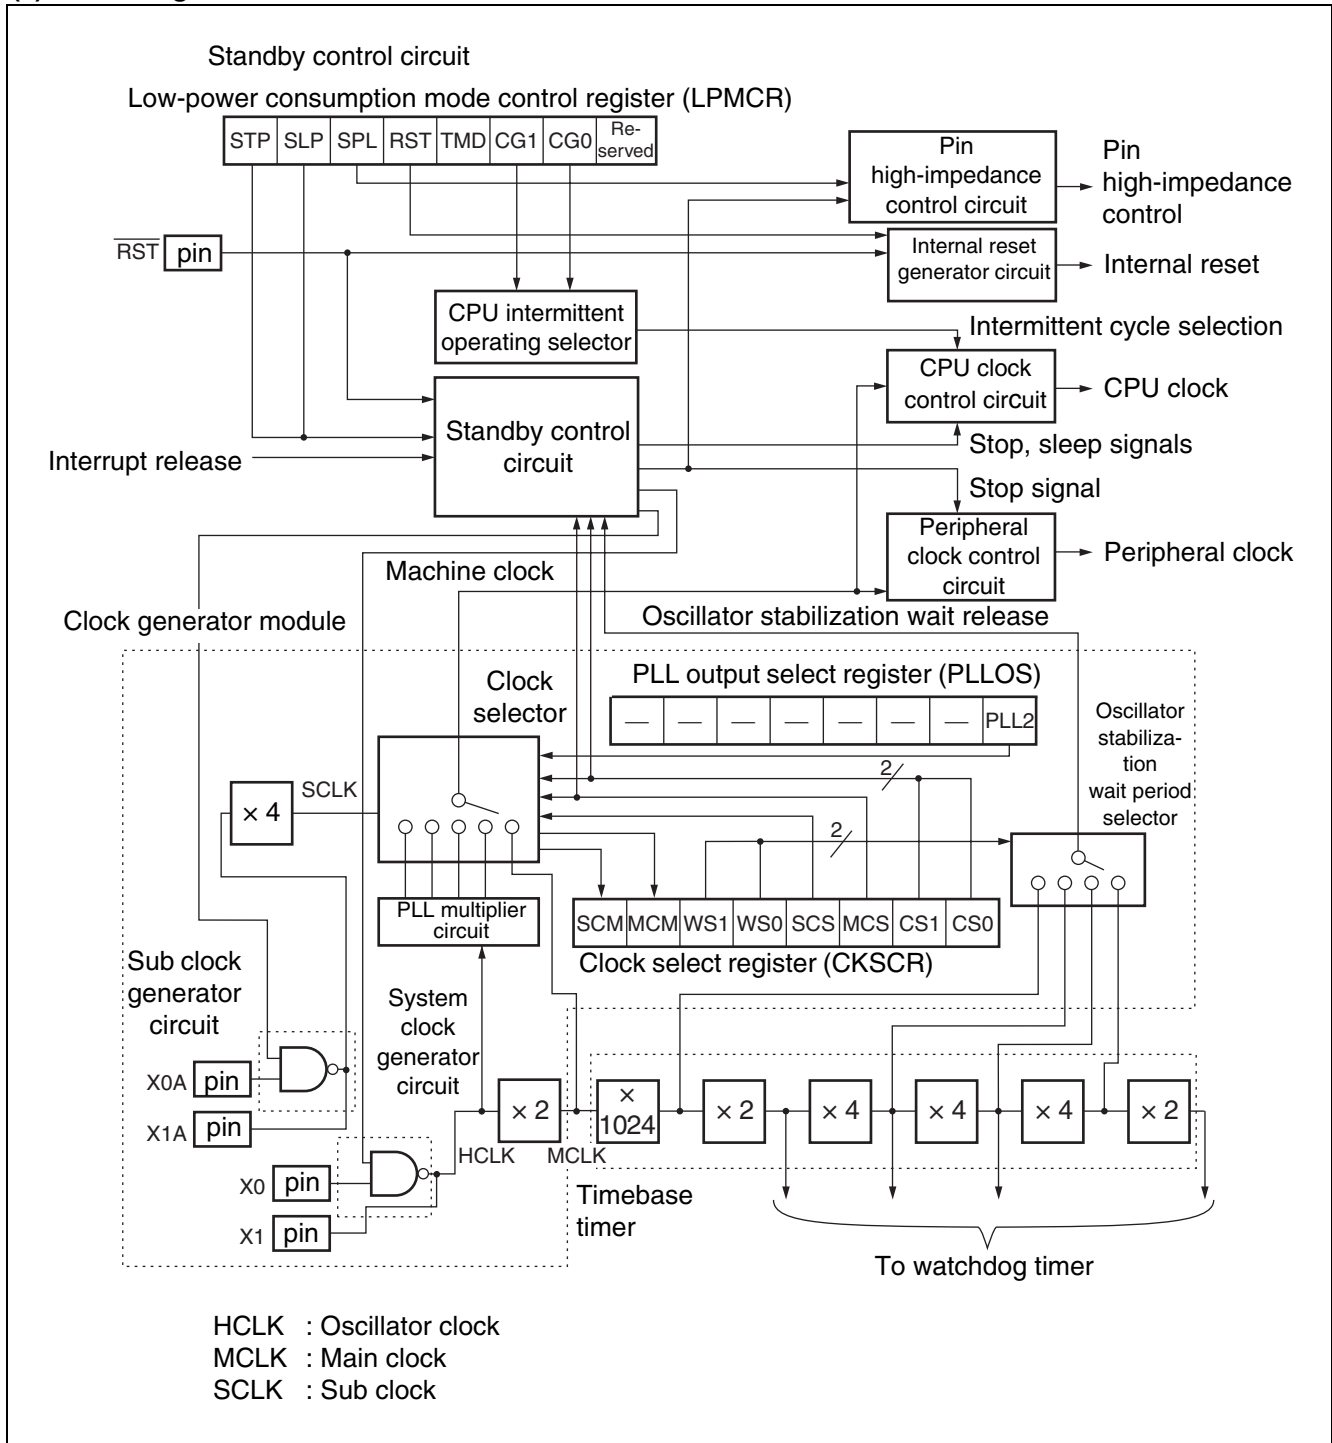 Standby control circuit
Low-power consumption mode control register (LPMCR)
STP SLP SPL RST TMD CG1 CG0 Re-
served
Pin
high-impedance
control circuit
Pin
high-impedance
control
RST pin
Internal reset
generator circuit
Internal reset
CPU intermittent
operating selector
Intermittent cycle selection
CPU clock
control circuit
CPU clock
Standby control
circuit
Interrupt release
Stop, sleep signals
Stop signal
Peripheral
clock control
circuit
Peripheral clock
Machine clock
Clock generator module
Oscillator stabilization wait release
PLL output select register (PLLOS)
— — — — — — — PLL2
Clock
selector
Oscillator
stabiliza-
tion
wait period
selector
SCLK
× 4
2
2
PLL multiplier
circuit
SCM MCM WS1 WS0 SCS MCS CS1 CS0
Clock select register (CKSCR)
Sub clock
generator
circuit
System
clock
generator
circuit
X0A pin
X1A pin
× 2
×
1024
× 2
× 4
× 4
× 4
× 2
HCLK
MCLK
X0 pin
X1 pin
Timebase
timer
To watchdog timer
HCLK : Oscillator clock
MCLK : Main clock
SCLK : Sub clock